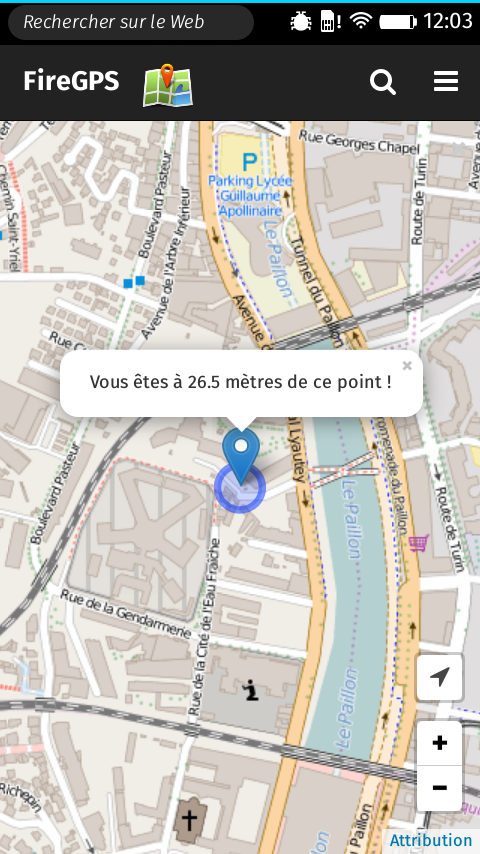 Rechercher sur le Web
12:03
FireGPS
Rue Georges Chapel
Chemin Saint-Yriel
Boulevard Pasteur
Avenue de l'Arbre Inférieur
P
Parking Lycée
Guillaume
Apollinaire
Le Paillon
Tunnel du Paillon
Route de Turin
Avenue
Vous êtes à 26.5 mètres de ce point !
×
Lyautey
Promenade du Paillon
Boulevard Pasteur
Le Paillon
Route de Turin
Rue de la Gendarmerie
Rue de la Cité de l'Eau Fraîche
Le Paillon
+
−
Richepin
Attribution